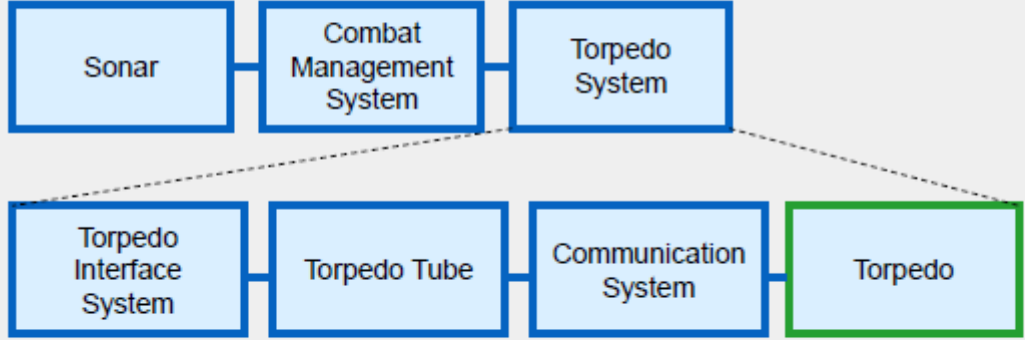 Sonar
Combat
Management
System
Torpedo
System
Torpedo
Interface
System
Torpedo Tube
Communication
System
Torpedo